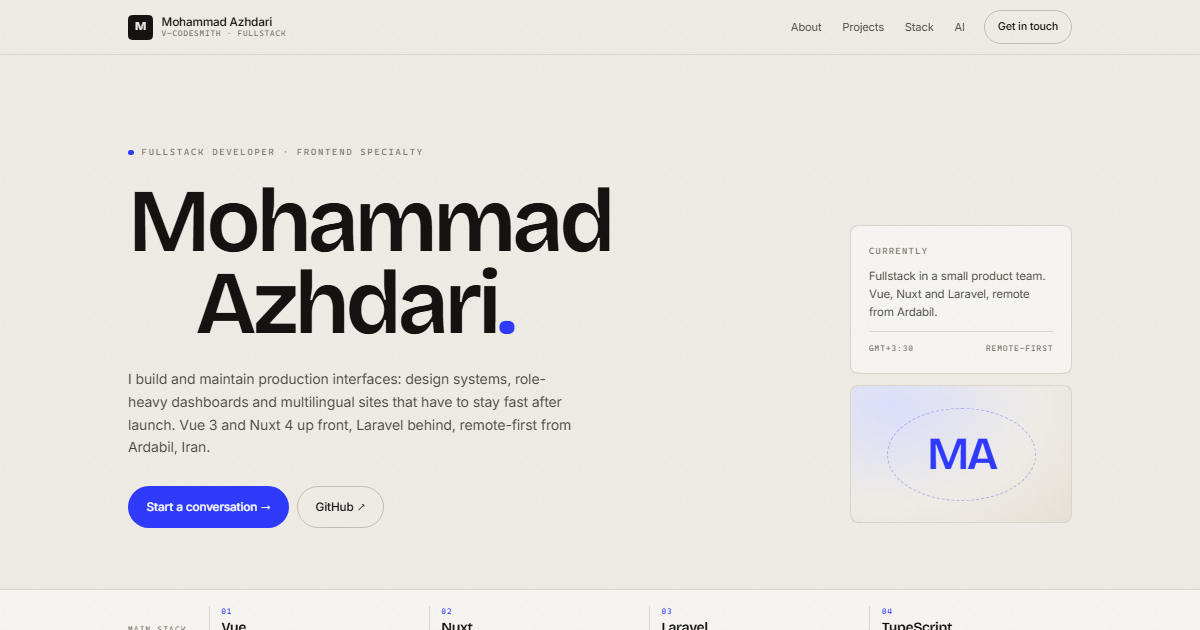 M
Mohammad Azhdari
V-CODESMITH · FULLSTACK
About
Projects
Stack
AI
Get in touch
FULLSTACK DEVELOPER · FRONTEND SPECIALTY
Mohammad
Azhdari.
I build and maintain production interfaces: design systems, role-
heavy dashboards and multilingual sites that have to stay fast after
launch. Vue 3 and Nuxt 4 up front, Laravel behind, remote-first from
Ardabil, Iran.
Start a conversation →
GitHub ↗
CURRENTLY
Fullstack in a small product team.
Vue, Nuxt and Laravel, remote
from Ardabil.
GMT+3:30
REMOTE-FIRST
MA
MAIN STACK
01
Vue
02
Nuxt
03
Laravel
04
TypeScript